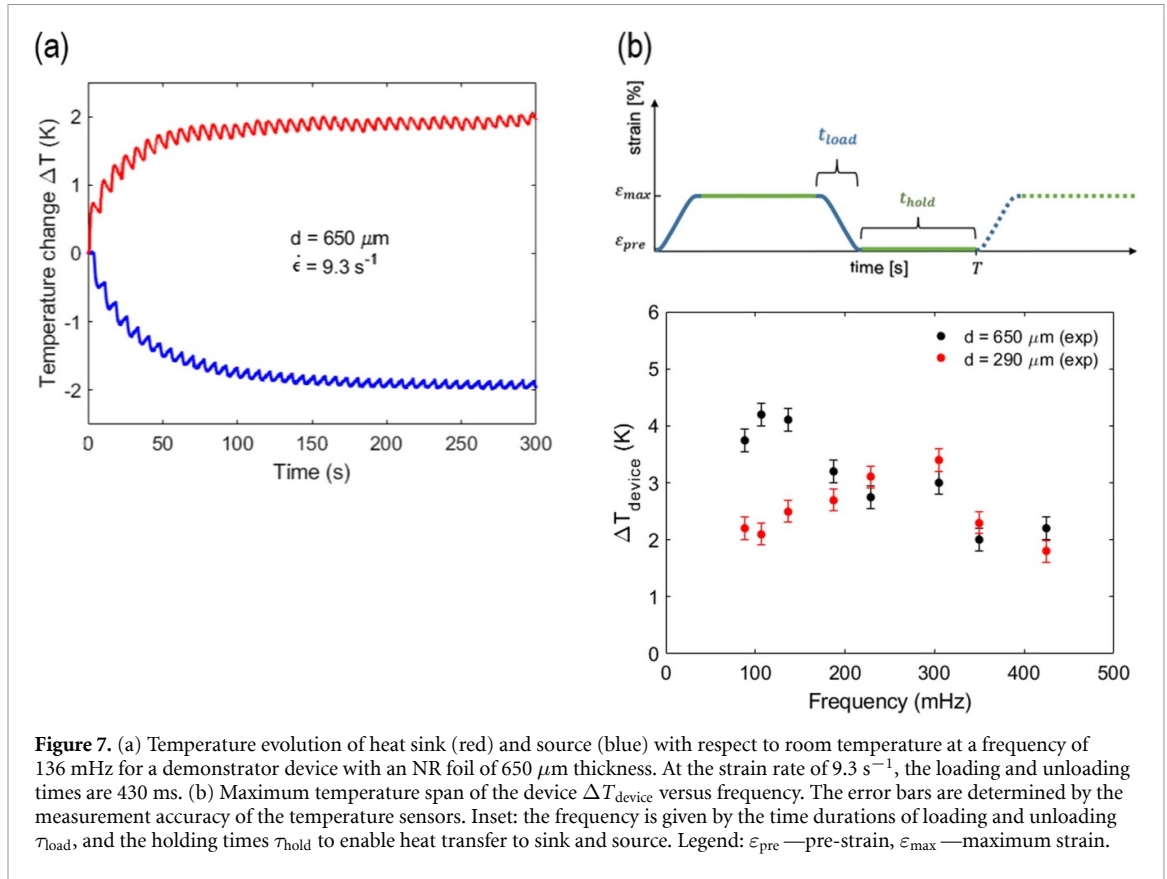 (a)
Temperature change ΔT (K)
2
1
0
-1
-2
d = 650 μm
ε̇ = 9.3 s⁻¹
0 50 100 150 200 250 300
Time (s)
(b)
strain [%]
t_load
ε_max
t_hold
ε_pre
time [s]
T
ΔT_device (K)
6
5
4
3
2
1
0
d = 650 μm (exp)
d = 290 μm (exp)
0 100 200 300 400 500
Frequency (mHz)
Figure 7. (a) Temperature evolution of heat sink (red) and source (blue) with respect to room temperature at a frequency of
136 mHz for a demonstrator device with an NR foil of 650 μm thickness. At the strain rate of 9.3 s⁻¹, the loading and unloading
times are 430 ms. (b) Maximum temperature span of the device ΔT_device versus frequency. The error bars are determined by the
measurement accuracy of the temperature sensors. Inset: the frequency is given by the time durations of loading and unloading
τ_load, and the holding times τ_hold to enable heat transfer to sink and source. Legend: ε_pre —pre-strain, ε_max —maximum strain.